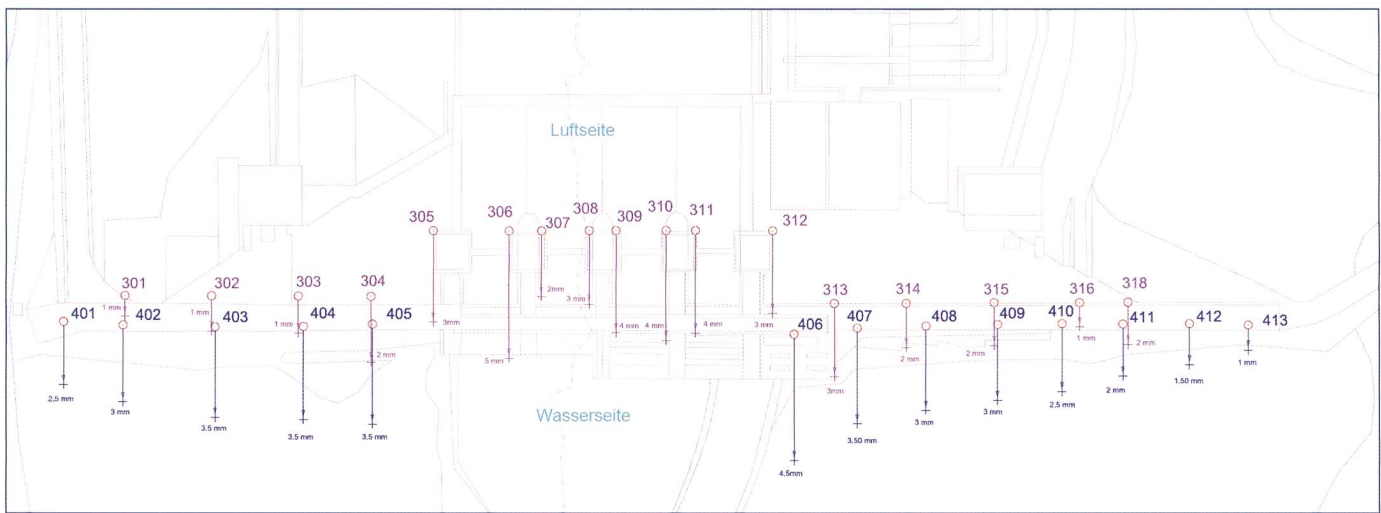 Luftseite
305
306
307
308
309
310
311
312
2mm
3 mm
301
302
303
304
313
314
315
316
318
1 mm
1 mm
1 mm
2 mm
3mm
5 mm
4 mm
4 mm
4 mm
3 mm
3mm
2 mm
2 mm
1 mm
2 mm
401
402
403
404
405
406
407
408
409
410
411
412
413
2,5 mm
3 mm
3.5 mm
3.5 mm
3.5 mm
4.5mm
3,50 mm
3 mm
3 mm
2,5 mm
2 mm
1,50 mm
1 mm
Wasserseite